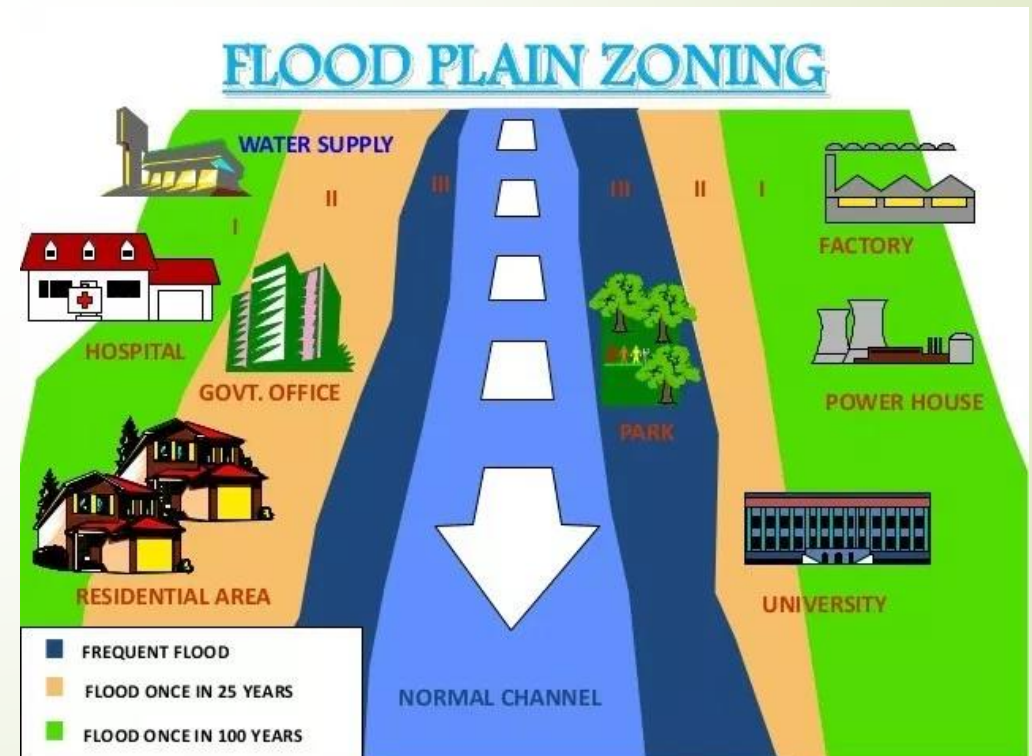 FLOOD PLAIN ZONING
WATER SUPPLY
III
III
II
I
II
I
FACTORY
HOSPITAL
GOVT. OFFICE
POWER HOUSE
PARK
RESIDENTIAL AREA
UNIVERSITY
FREQUENT FLOOD
FLOOD ONCE IN 25 YEARS
FLOOD ONCE IN 100 YEARS
NORMAL CHANNEL